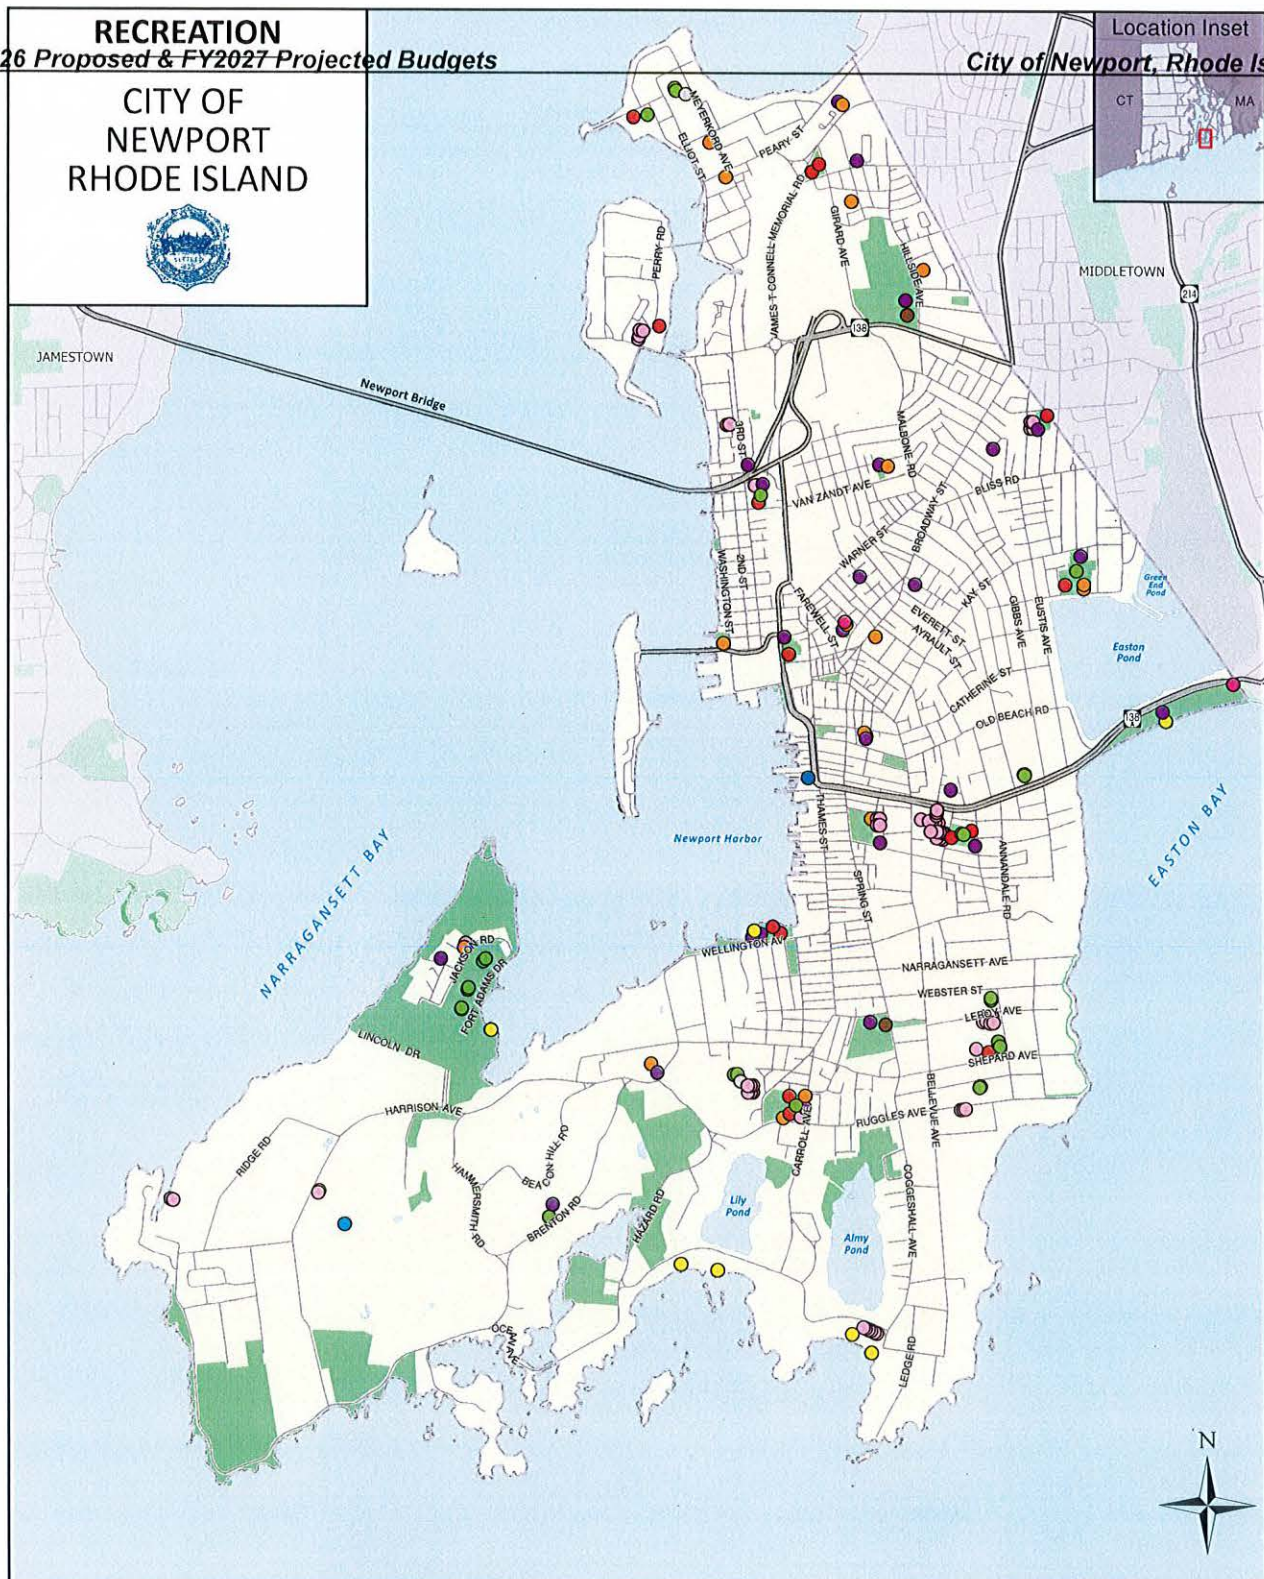 RECREATION
26 Proposed & FY2027 Projected Budgets
City of Newport, Rhode Is
CITY OF
NEWPORT
RHODE ISLAND
Location Inset
CT
MA
MEYERKORD AVE
ELLIOT ST
PEARY ST
JAMES T CONNELL MEMORIAL RD
GIRARD AVE
HILLSIDE AVE
PERRY RD
MIDDLETOWN
214
138
JAMESTOWN
Newport Bridge
3RD ST
MALBONE RD
VAN ZANDT AVE
BROADWAY ST
BLISS RD
WARNER ST
2ND ST
WASHINGTON ST
FAREWELL ST
KAY ST
EVERETT ST
AYRAULT ST
GIBBS AVE
EUSTIS AVE
Green
End
Pond
Easton
Pond
CATHERINE ST
OLD BEACH RD
138
A
THAMES ST
Newport Harbor
NARRAGANSETT BAY
EASTON BAY
SPRING ST
ANNANDALE RD
WELLINGTON AV
JACKSON RD
FORT ADAMS DR
LINCOLN DR
NARRAGANSETT AVE
WEBSTER ST
LEROY AVE
SHEPARD AVE
HARRISON AVE
BELLEVUE AVE
RUGGLES AVE
CARROLL AVE
RIDGE RD
BEACON HILL RD
HAMMERSMITH RD
BRENTON RD
HAZARD RD
Lily
Pond
Almy
Pond
COGGESHALL AVE
OCEAN AVE
LEDGE RD
N